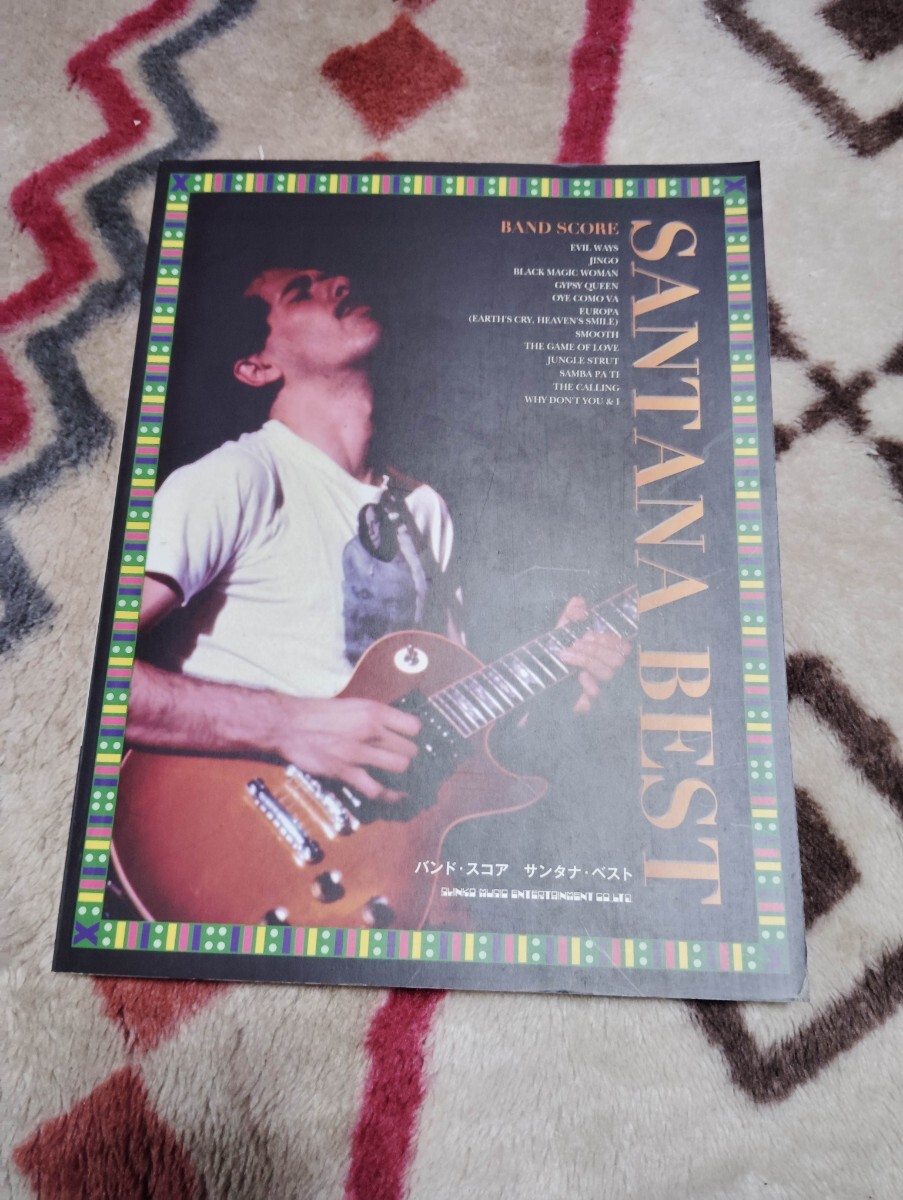 BAND SCORE
EVIL WAYS
JINGO
BLACK MAGIC WOMAN
GYPSY QUEEN
OYE COMO VA
EUROPA
(EARTH'S CRY, HEAVEN'S SMILE)
SMOOTH
THE GAME OF LOVE
JUNGLE STRUT
SAMBA PA TI
THE CALLING
WHY DON'T YOU & I
SANTANA BEST
バンド・スコア サンタナ・ベスト
SHINKO MUSIC ENTERTAINMENT CO.LTD